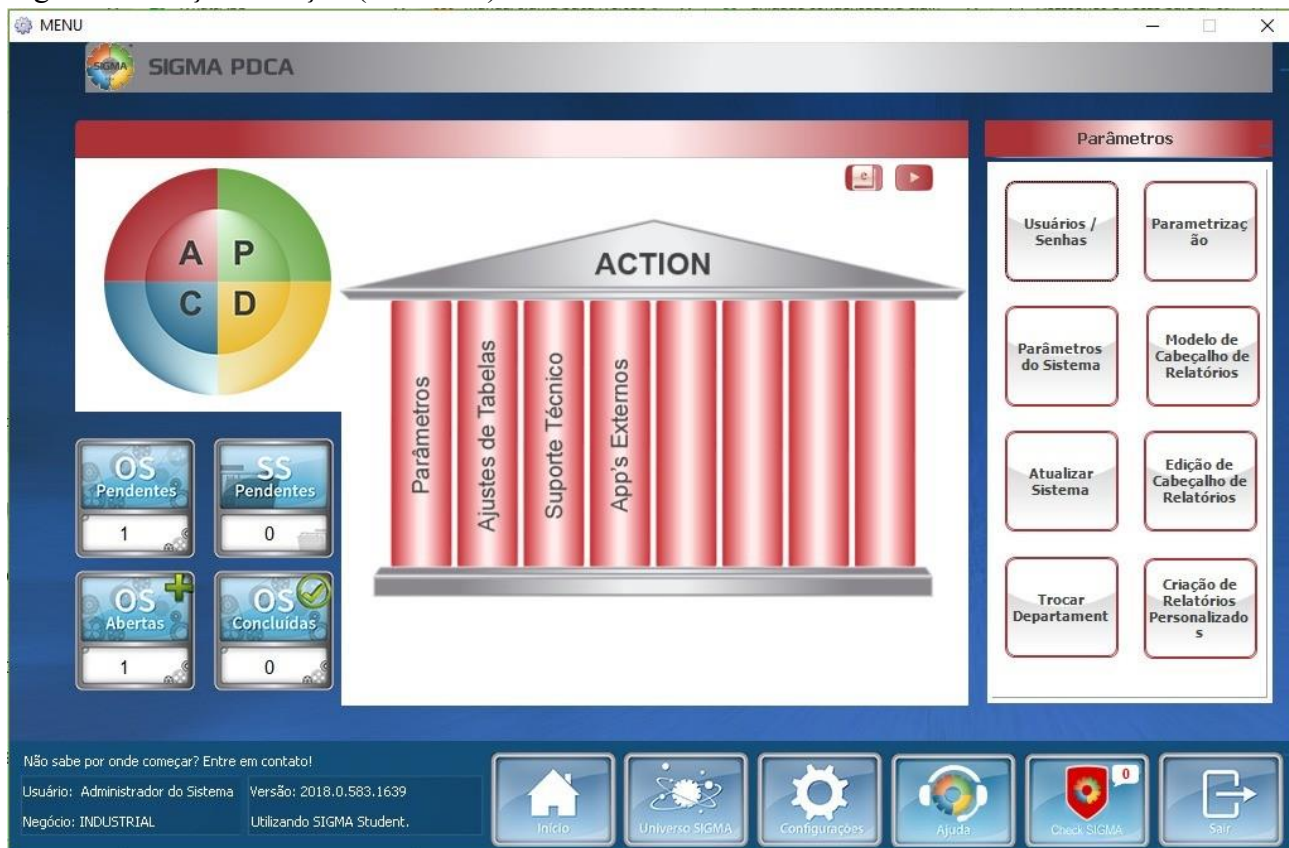 MENU
SIGMA
SIGMA PDCA
Parâmetros
A P
C D
ACTION
Parâmetros
Ajustes de Tabelas
Suporte Técnico
App's Externos
Usuários /
Senhas
Parametrizaç
ão
Parâmetros
do Sistema
Modelo de
Cabeçalho de
Relatórios
Atualizar
Sistema
Edição de
Cabeçalho de
Relatórios
Trocar
Departament
Criação de
Relatórios
Personalizado
s
OS
Pendentes
1
SS
Pendentes
0
OS
Abertas
1
OS
Concluídas
0
Não sabe por onde começar? Entre em contato!
Usuário: Administrador do Sistema
Versão: 2018.0.583.1639
Negócio: INDUSTRIAL
Utilizando SIGMA Student.
Início
Universo SIGMA
Configurações
Ajuda
0
Check SIGMA
Sair